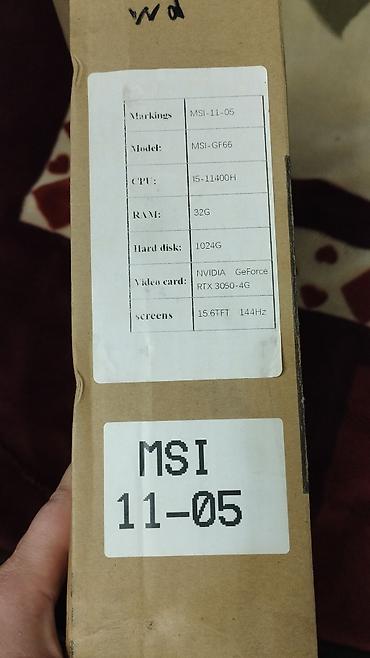 wd
Markings MSI-11-05
Model: MSI-GF66
CPU: I5-11400H
RAM: 32G
Hard disk: 1024G
Video card: NVIDIA GeForce
RTX 3050-4G
screens 15.6TFT 144Hz
MSI
11-05